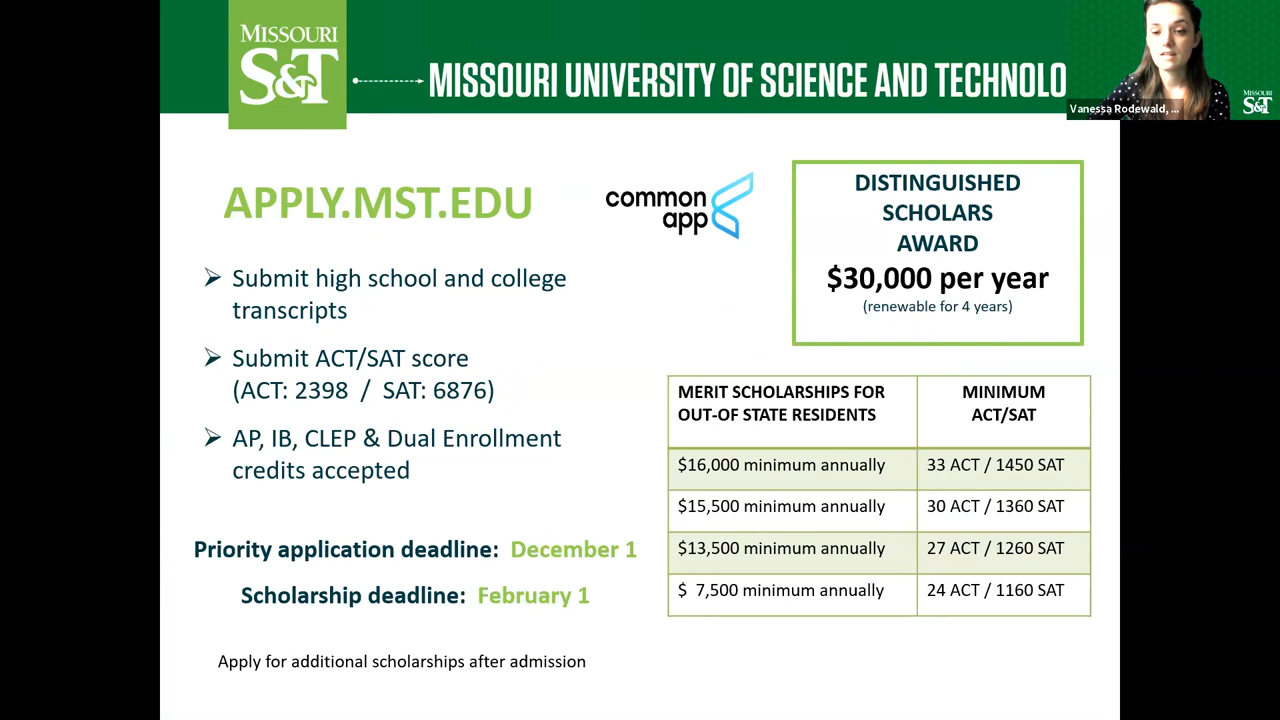 MISSOURI
S&T
MISSOURI UNIVERSITY OF SCIENCE AND TECHNOLO
Vanessa Rodewald, ...
MISSOURI
S&T
APPLY.MST.EDU
common
app
➢ Submit high school and college
transcripts
➢ Submit ACT/SAT score
(ACT: 2398 / SAT: 6876)
➢ AP, IB, CLEP & Dual Enrollment
credits accepted
Priority application deadline: December 1
Scholarship deadline: February 1
Apply for additional scholarships after admission
DISTINGUISHED
SCHOLARS
AWARD
$30,000 per year
(renewable for 4 years)
MERIT SCHOLARSHIPS FOR
OUT-OF STATE RESIDENTS
MINIMUM
ACT/SAT
$16,000 minimum annually 33 ACT / 1450 SAT
$15,500 minimum annually 30 ACT / 1360 SAT
$13,500 minimum annually 27 ACT / 1260 SAT
$ 7,500 minimum annually 24 ACT / 1160 SAT